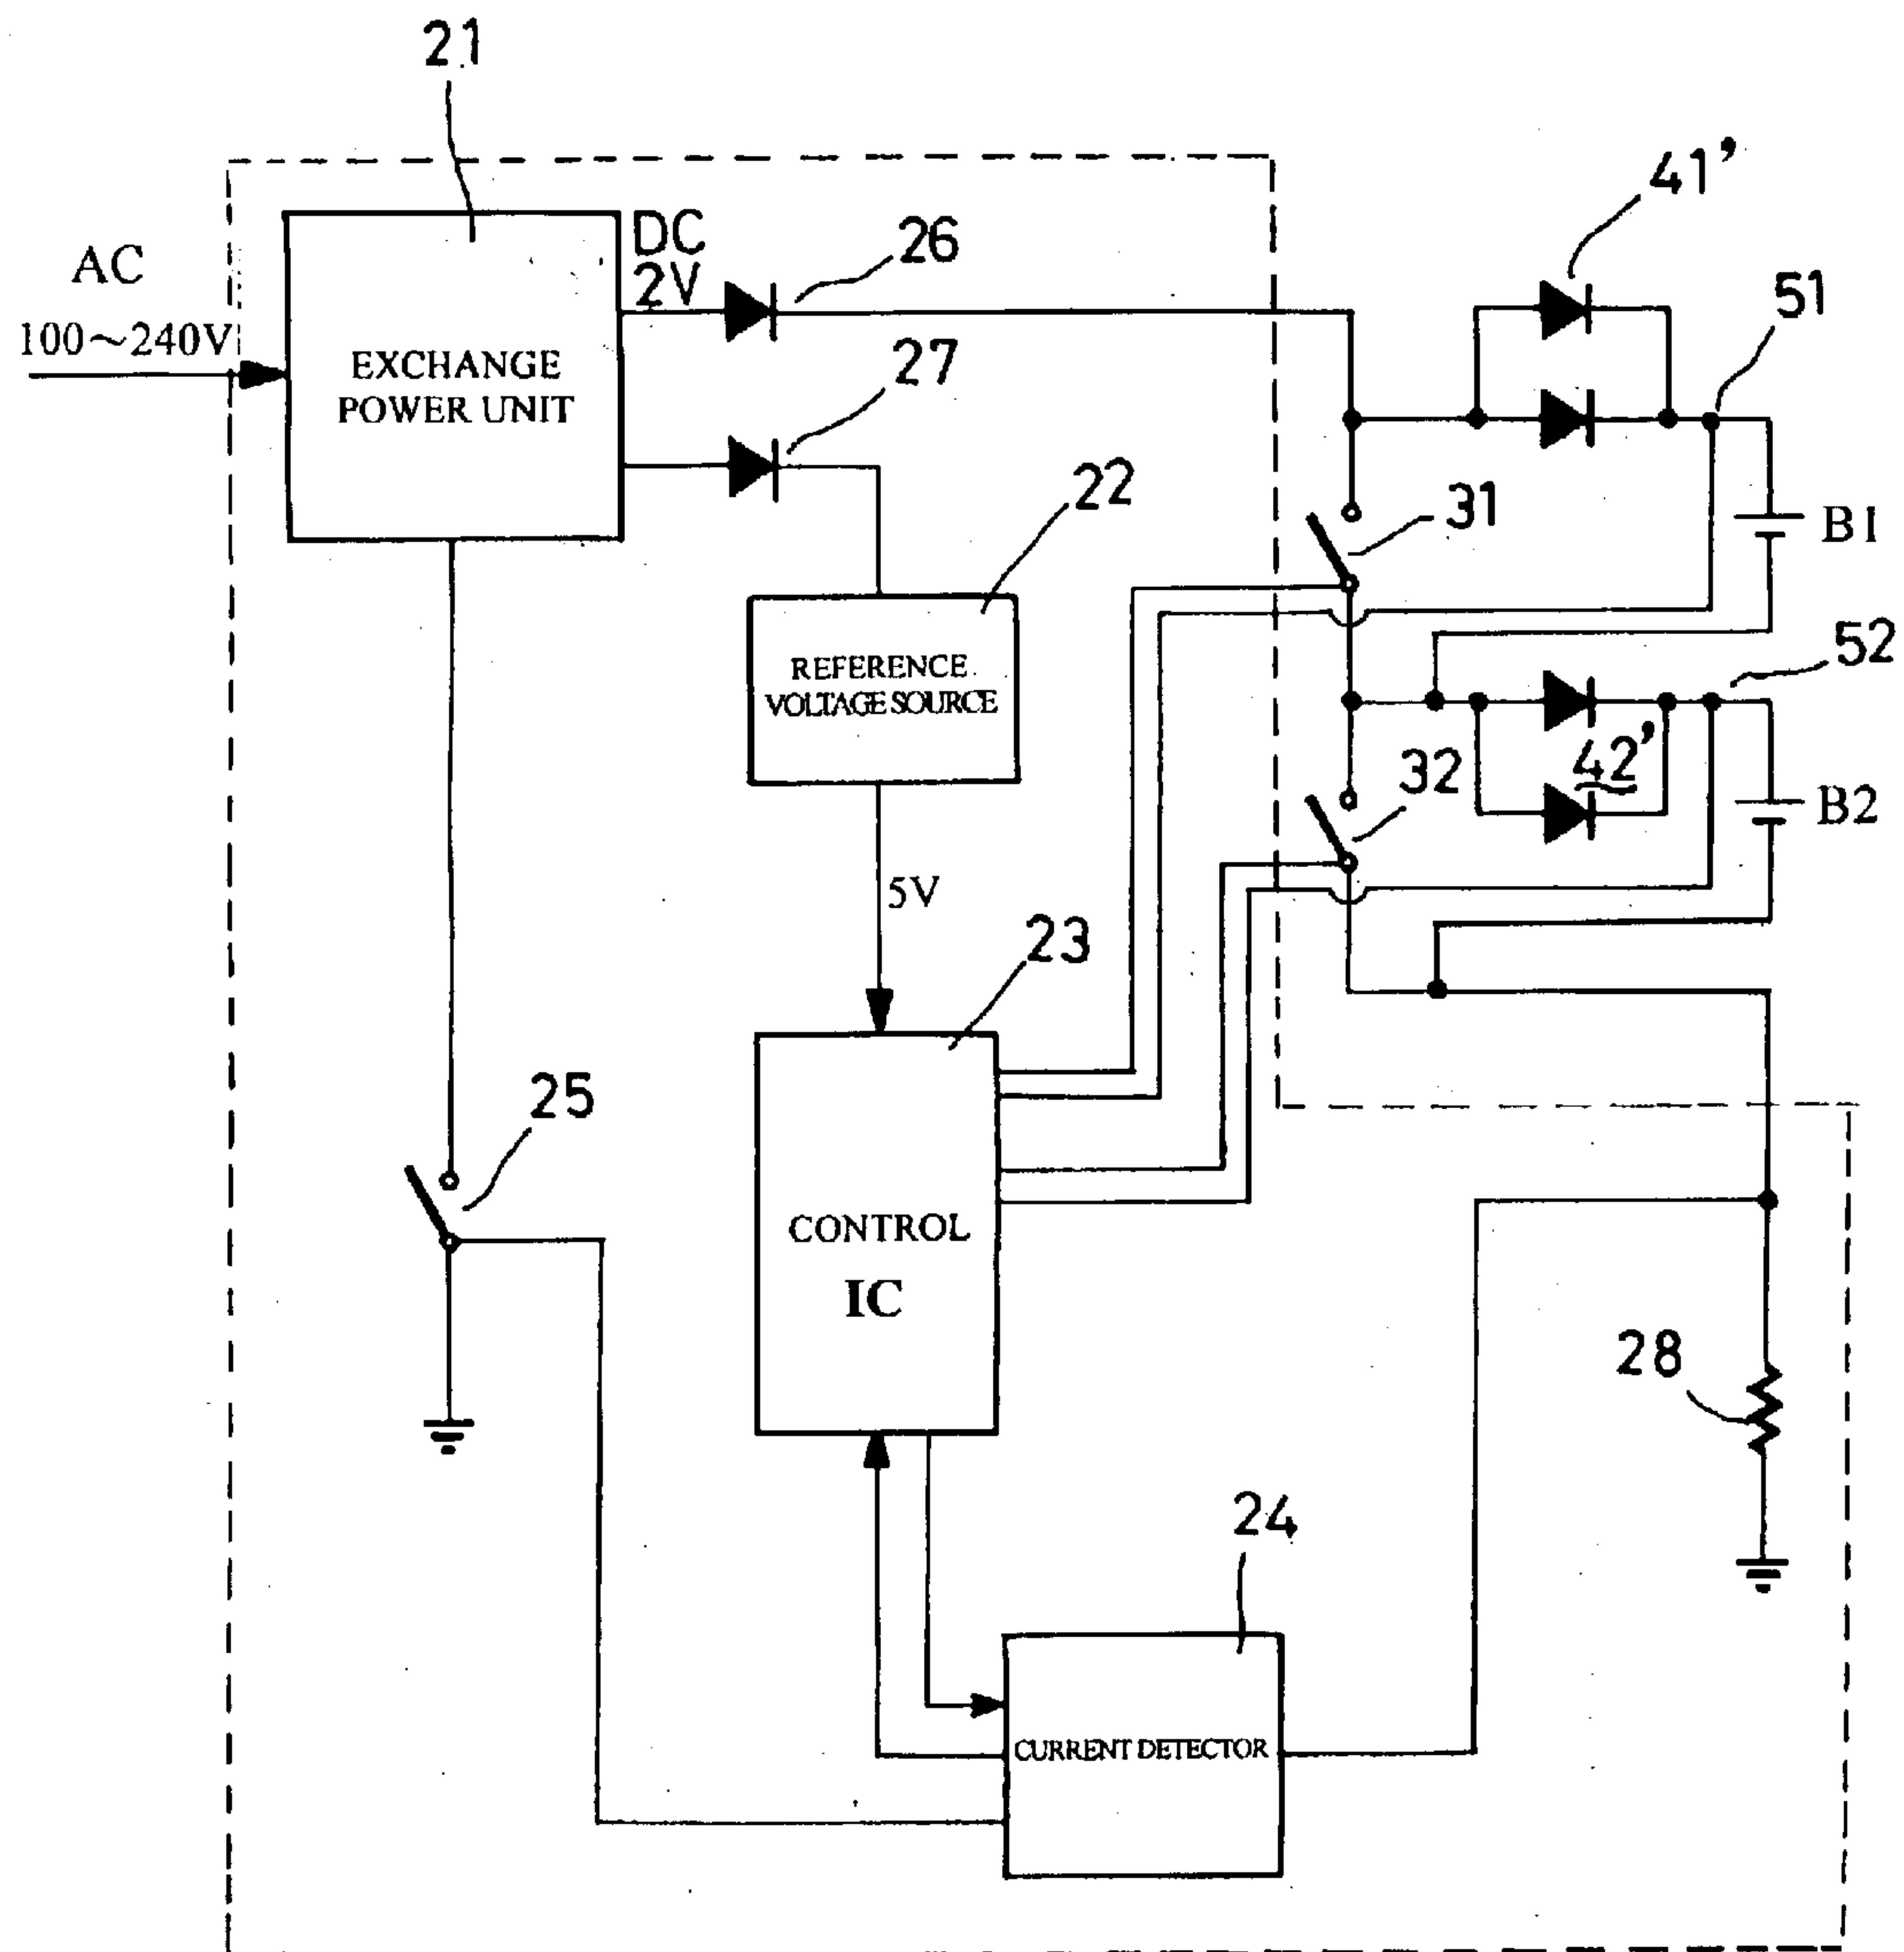 21
AC
100~240V
EXCHANGE
POWER UNIT
DC
2V
26
27
41'
51
22
31
B1
REFERENCE
VOLTAGE SOURCE
52
32
42'
B2
5V
23
25
CONTROL
IC
28
24
CURRENT DETECTOR